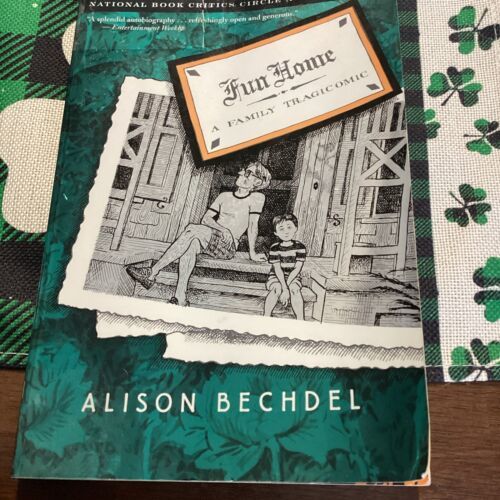 NATIONAL BOOK CRITICS CIRCLE
"A splendid autobiography . . . refreshingly open and generous."
—Entertainment Weekly
Fun Home
A FAMILY TRAGICOMIC
ALISON BECHDEL